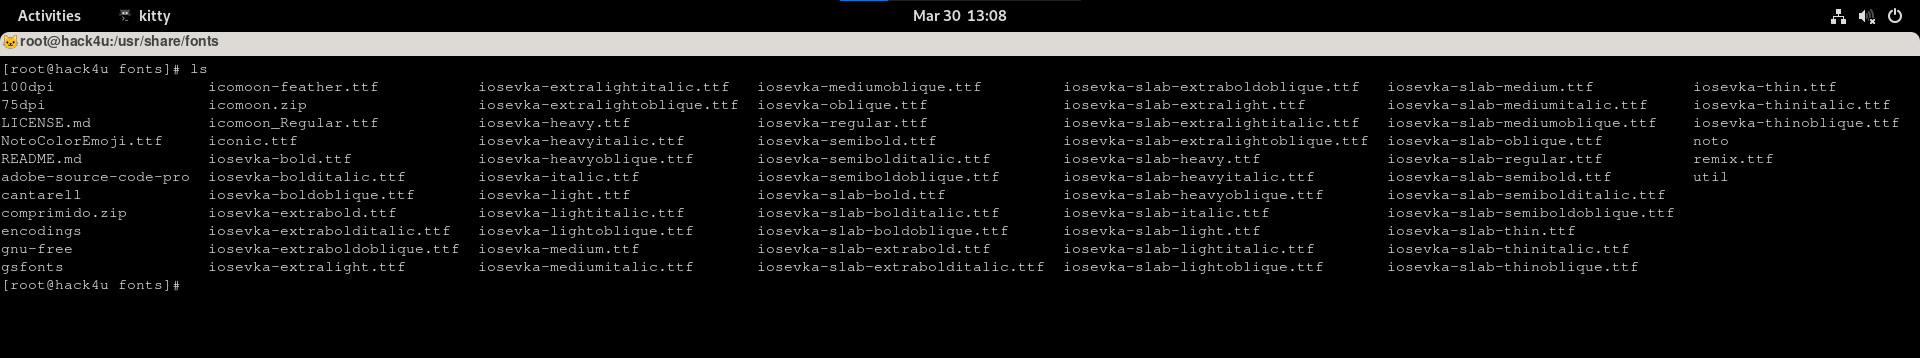 Activities kitty Mar 30 13:08
root@hack4u:/usr/share/fonts
[root@hack4u fonts]# ls
100dpi icomoon-feather.ttf iosevka-extralightitalic.ttf iosevka-mediumoblique.ttf iosevka-slab-extraboldoblique.ttf iosevka-slab-medium.ttf iosevka-thin.ttf
75dpi icomoon.zip iosevka-extralightoblique.ttf iosevka-oblique.ttf iosevka-slab-extralight.ttf iosevka-slab-mediumitalic.ttf iosevka-thinitalic.ttf
LICENSE.md icomoon_Regular.ttf iosevka-heavy.ttf iosevka-regular.ttf iosevka-slab-extralightitalic.ttf iosevka-slab-mediumoblique.ttf iosevka-thinoblique.ttf
NotoColorEmoji.ttf iconic.ttf iosevka-heavyitalic.ttf iosevka-semibold.ttf iosevka-slab-extralightoblique.ttf iosevka-slab-oblique.ttf noto
README.md iosevka-bold.ttf iosevka-heavyoblique.ttf iosevka-semibolditalic.ttf iosevka-slab-heavy.ttf iosevka-slab-regular.ttf remix.ttf
adobe-source-code-pro iosevka-bolditalic.ttf iosevka-italic.ttf iosevka-semiboldoblique.ttf iosevka-slab-heavyitalic.ttf iosevka-slab-semibold.ttf util
cantarell iosevka-boldoblique.ttf iosevka-light.ttf iosevka-slab-bold.ttf iosevka-slab-heavyoblique.ttf iosevka-slab-semibolditalic.ttf
comprimido.zip iosevka-extrabold.ttf iosevka-lightitalic.ttf iosevka-slab-bolditalic.ttf iosevka-slab-italic.ttf iosevka-slab-semiboldoblique.ttf
encodings iosevka-extrabolditalic.ttf iosevka-lightoblique.ttf iosevka-slab-boldoblique.ttf iosevka-slab-light.ttf iosevka-slab-thin.ttf
gnu-free iosevka-extraboldoblique.ttf iosevka-medium.ttf iosevka-slab-extrabold.ttf iosevka-slab-lightitalic.ttf iosevka-slab-thinitalic.ttf
gsfonts iosevka-extralight.ttf iosevka-mediumitalic.ttf iosevka-slab-extrabolditalic.ttf iosevka-slab-lightoblique.ttf iosevka-slab-thinoblique.ttf
[root@hack4u fonts]#